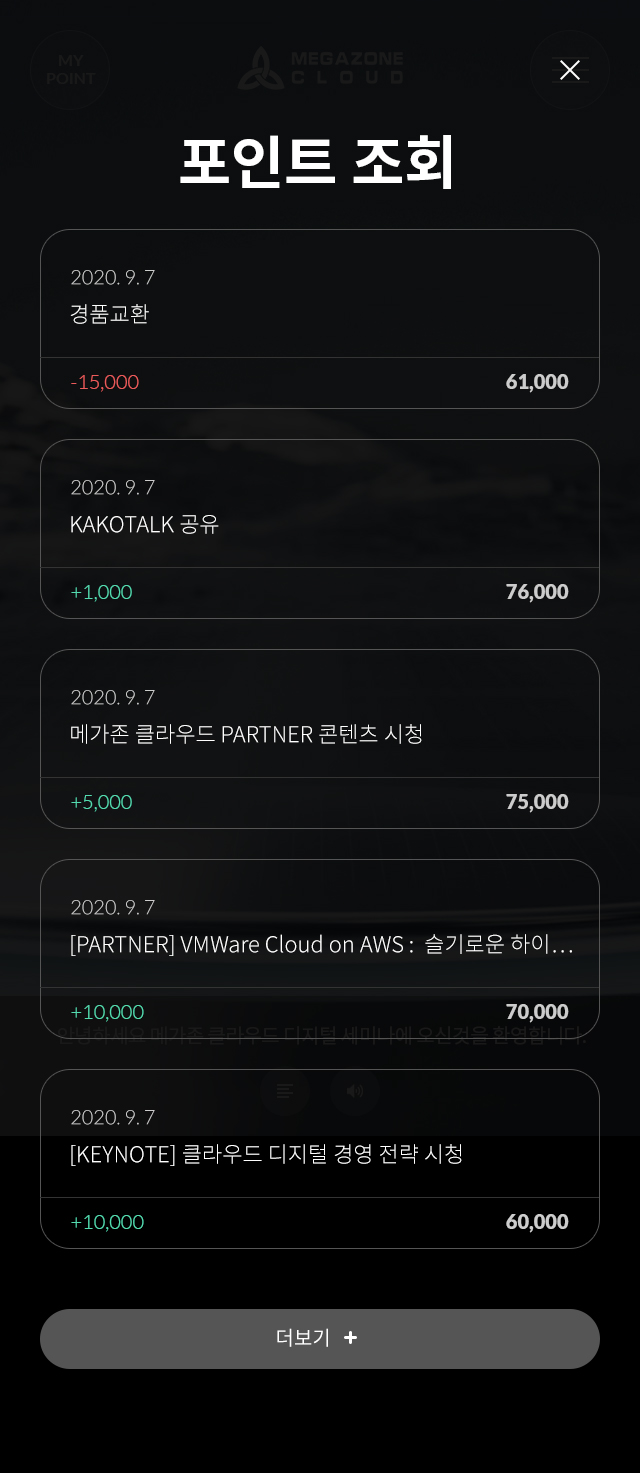 MY
POINT
MEGAZONE
CLOUD
포인트 조회
2020. 9. 7
경품교환
-15,000 61,000
2020. 9. 7
KAKOTALK 공유
+1,000 76,000
2020. 9. 7
메가존 클라우드 PARTNER 콘텐츠 시청
+5,000 75,000
2020. 9. 7
[PARTNER] VMWare Cloud on AWS :  슬기로운 하이...
+10,000 70,000
안녕하세요 메가존 클라우드 디지털 세미나에 오신것을 환영합니다.
2020. 9. 7
[KEYNOTE] 클라우드 디지털 경영 전략 시청
+10,000 60,000
더보기 +